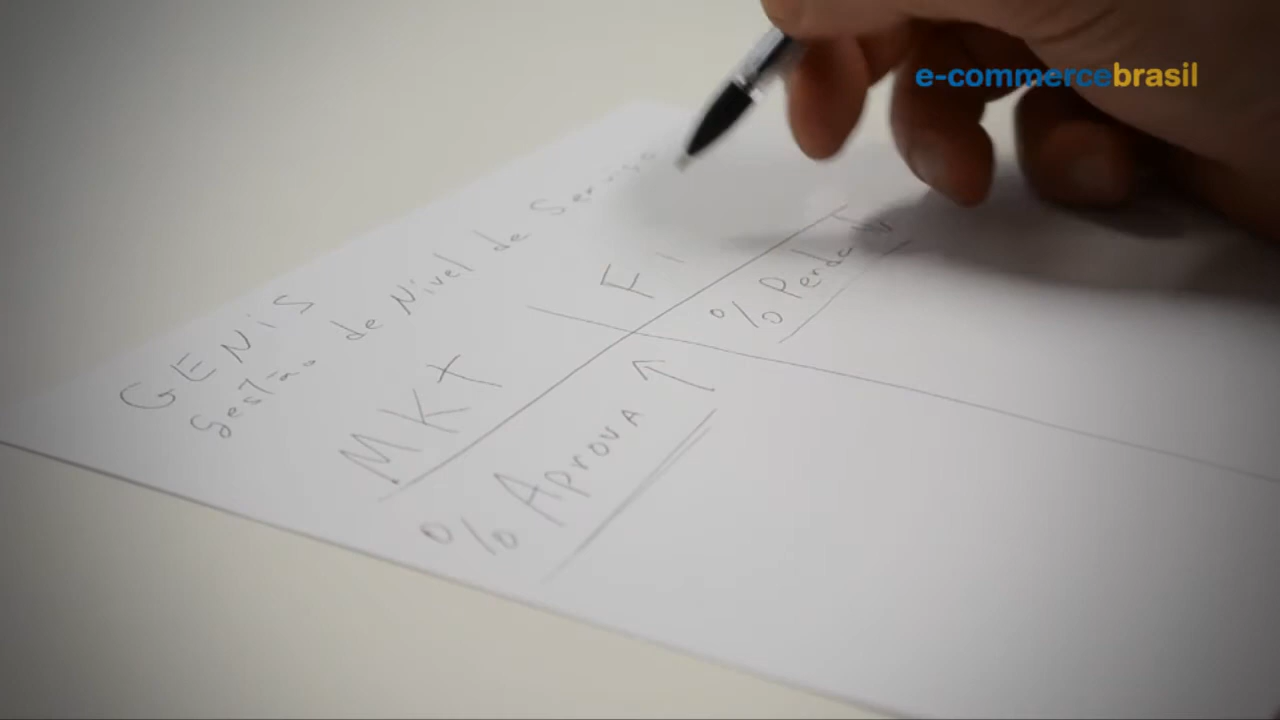 e-commercebrasil
GENiS
Gestão de Nível de Serviço
MKT
% Aprova ↑
% Perda ↓